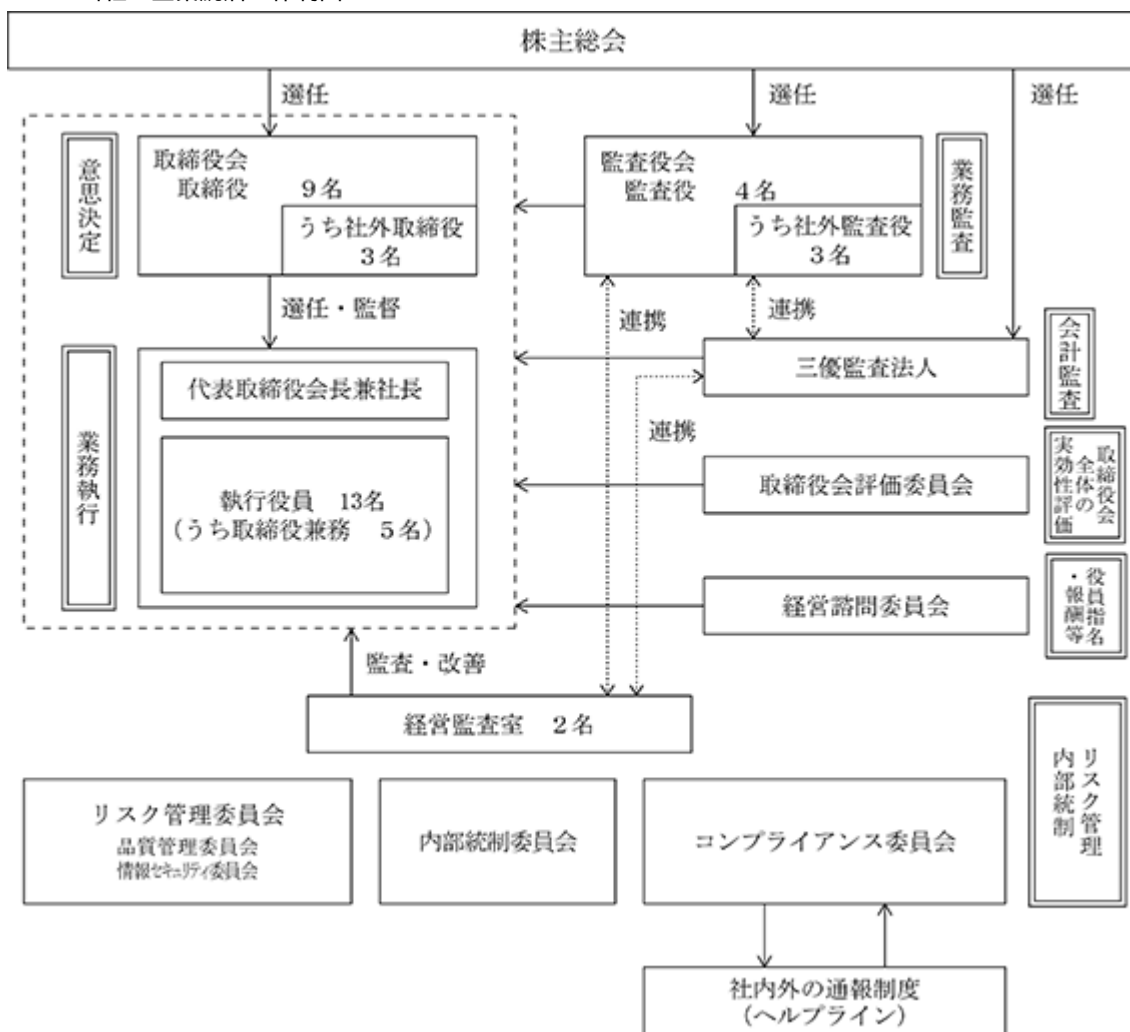 株主総会
選任
選任
選任
意思決定
取締役会
取締役 9名
うち社外取締役
3名
監査役会
監査役 4名
うち社外監査役
3名
業務監査
選任・監督
連携
連携
業務執行
代表取締役会長兼社長
執行役員 13名
(うち取締役兼務 5名)
三優監査法人
会計監査
連携
取締役会評価委員会
取締役会
全体の
実効性評価
経営諮問委員会
役員指名
・報酬等
監査・改善
経営監査室 2名
リスク管理委員会
品質管理委員会
情報セキュリティ委員会
内部統制委員会
コンプライアンス委員会
リスク管理
内部統制
社内外の通報制度
(ヘルプライン)